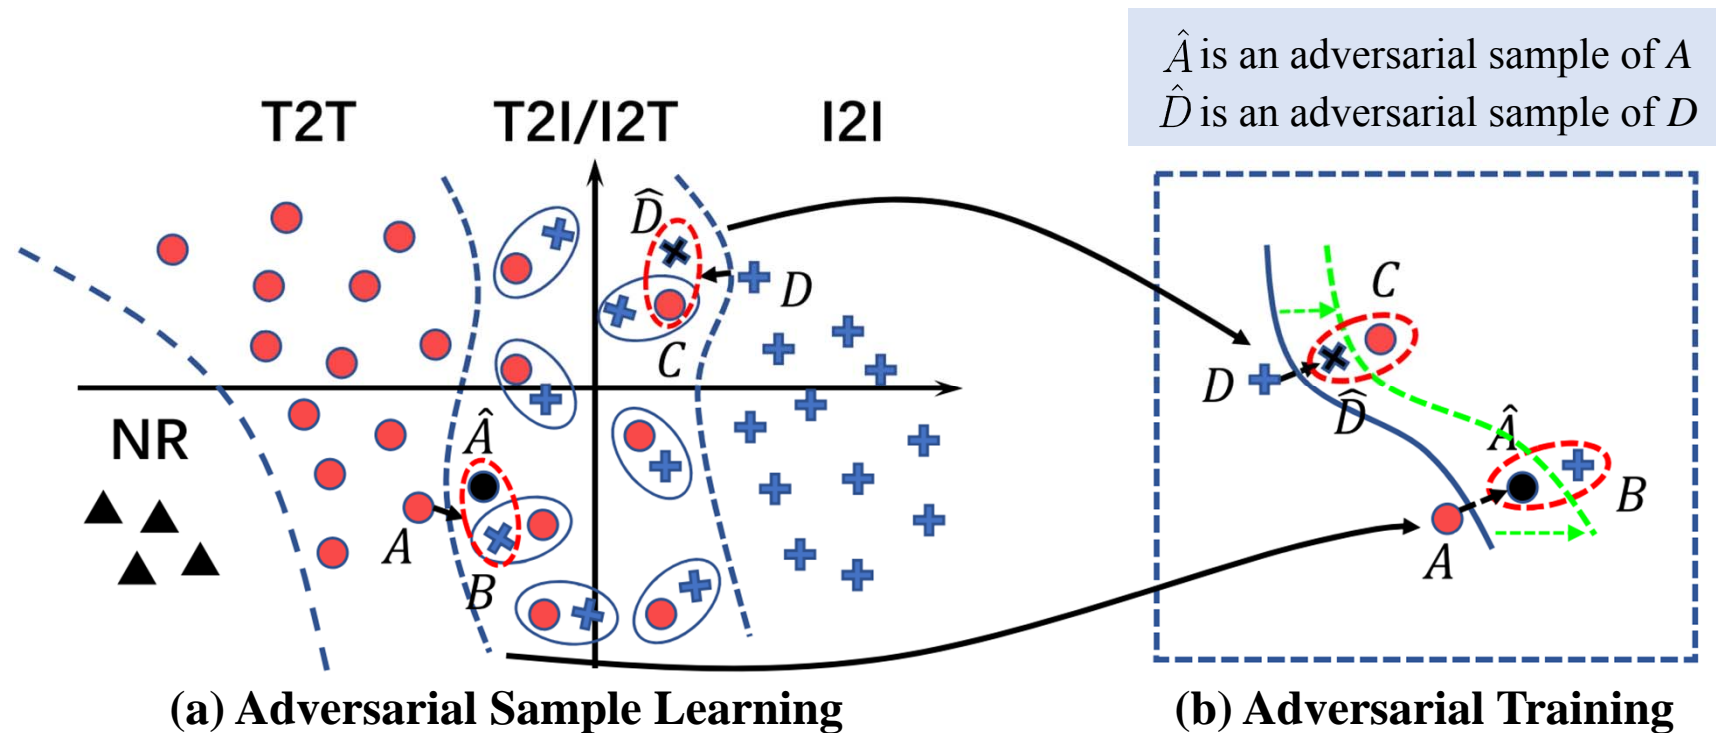 Â is an adversarial sample of A
D̂ is an adversarial sample of D
T2T
T2I/I2T
I2I
D̂
D
C
NR
Â
A
B
C
D
D̂
Â
B
A
(a) Adversarial Sample Learning
(b) Adversarial Training